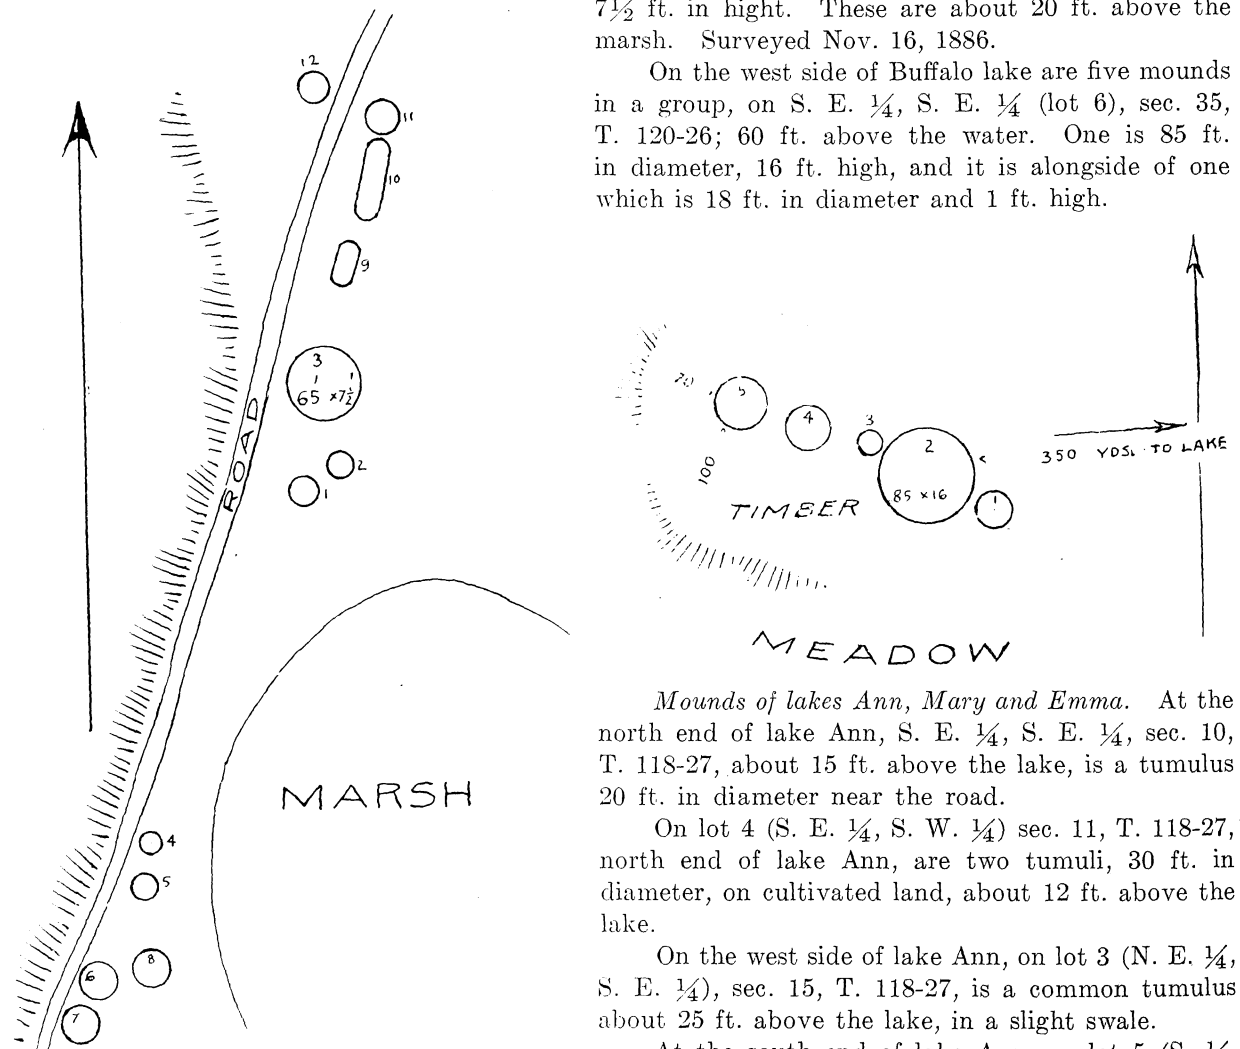 12
11
10
9
3
1 1
65 x7½
ROAD
2
1
MARSH
4
5
8
6
7
7½ ft. in hight. These are about 20 ft. above the
marsh. Surveyed Nov. 16, 1886.
On the west side of Buffalo lake are five mounds
in a group, on S. E. ¼, S. E. ¼ (lot 6), sec. 35,
T. 120-26; 60 ft. above the water. One is 85 ft.
in diameter, 16 ft. high, and it is alongside of one
which is 18 ft. in diameter and 1 ft. high.
70
5
4
3
2
85 x 16
1
100
TIMBER
350 YDS. TO LAKE
MEADOW
Mounds of lakes Ann, Mary and Emma. At the
north end of lake Ann, S. E. ¼, S. E. ¼, sec. 10,
T. 118-27, about 15 ft. above the lake, is a tumulus
20 ft. in diameter near the road.
On lot 4 (S. E. ¼, S. W. ¼) sec. 11, T. 118-27,
north end of lake Ann, are two tumuli, 30 ft. in
diameter, on cultivated land, about 12 ft. above the
lake.
On the west side of lake Ann, on lot 3 (N. E. ¼,
S. E. ¼), sec. 15, T. 118-27, is a common tumulus
about 25 ft. above the lake, in a slight swale.